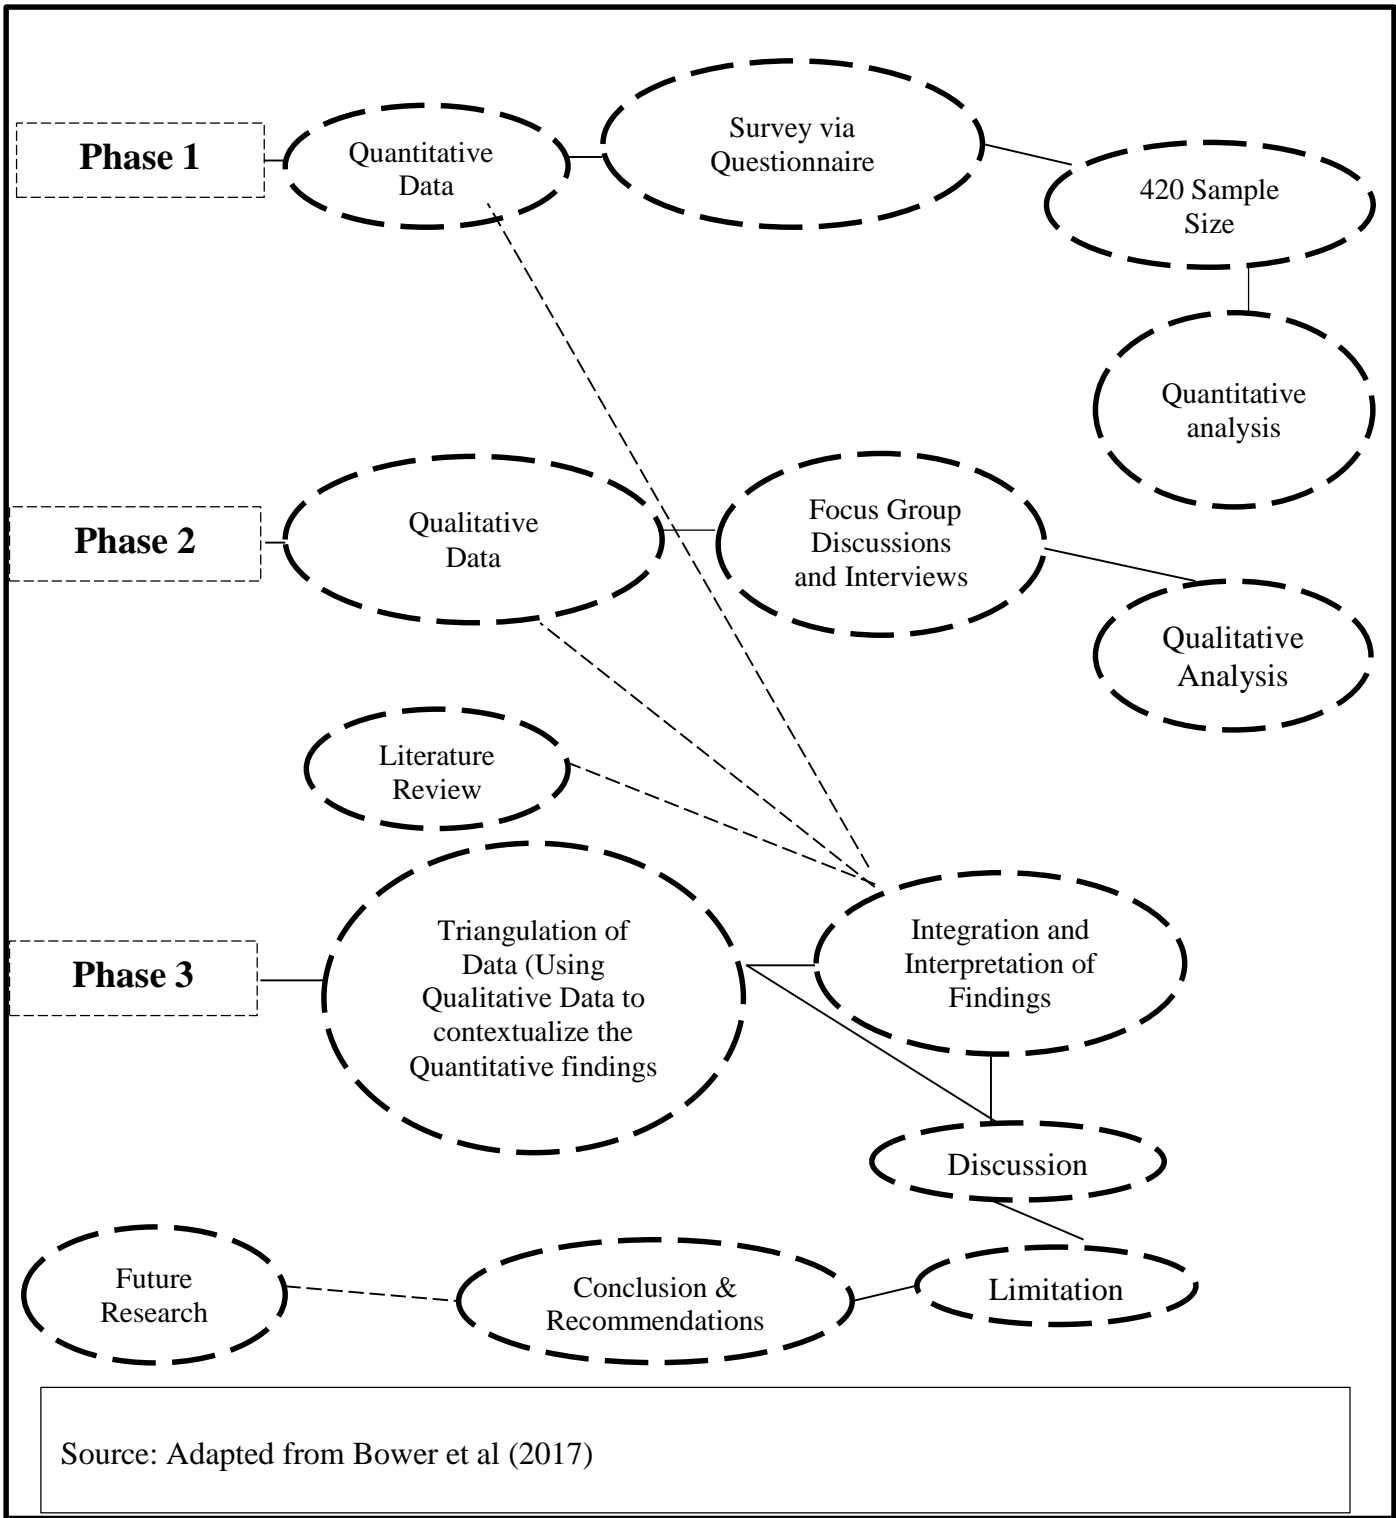 Phase 1
Quantitative
Data
Survey via
Questionnaire
420 Sample
Size
Quantitative
analysis
Phase 2
Qualitative
Data
Focus Group
Discussions
and Interviews
Qualitative
Analysis
Literature
Review
Phase 3
Triangulation of
Data (Using
Qualitative Data to
contextualize the
Quantitative findings
Integration and
Interpretation of
Findings
Discussion
Limitation
Conclusion &
Recommendations
Future
Research
Source: Adapted from Bower et al (2017)